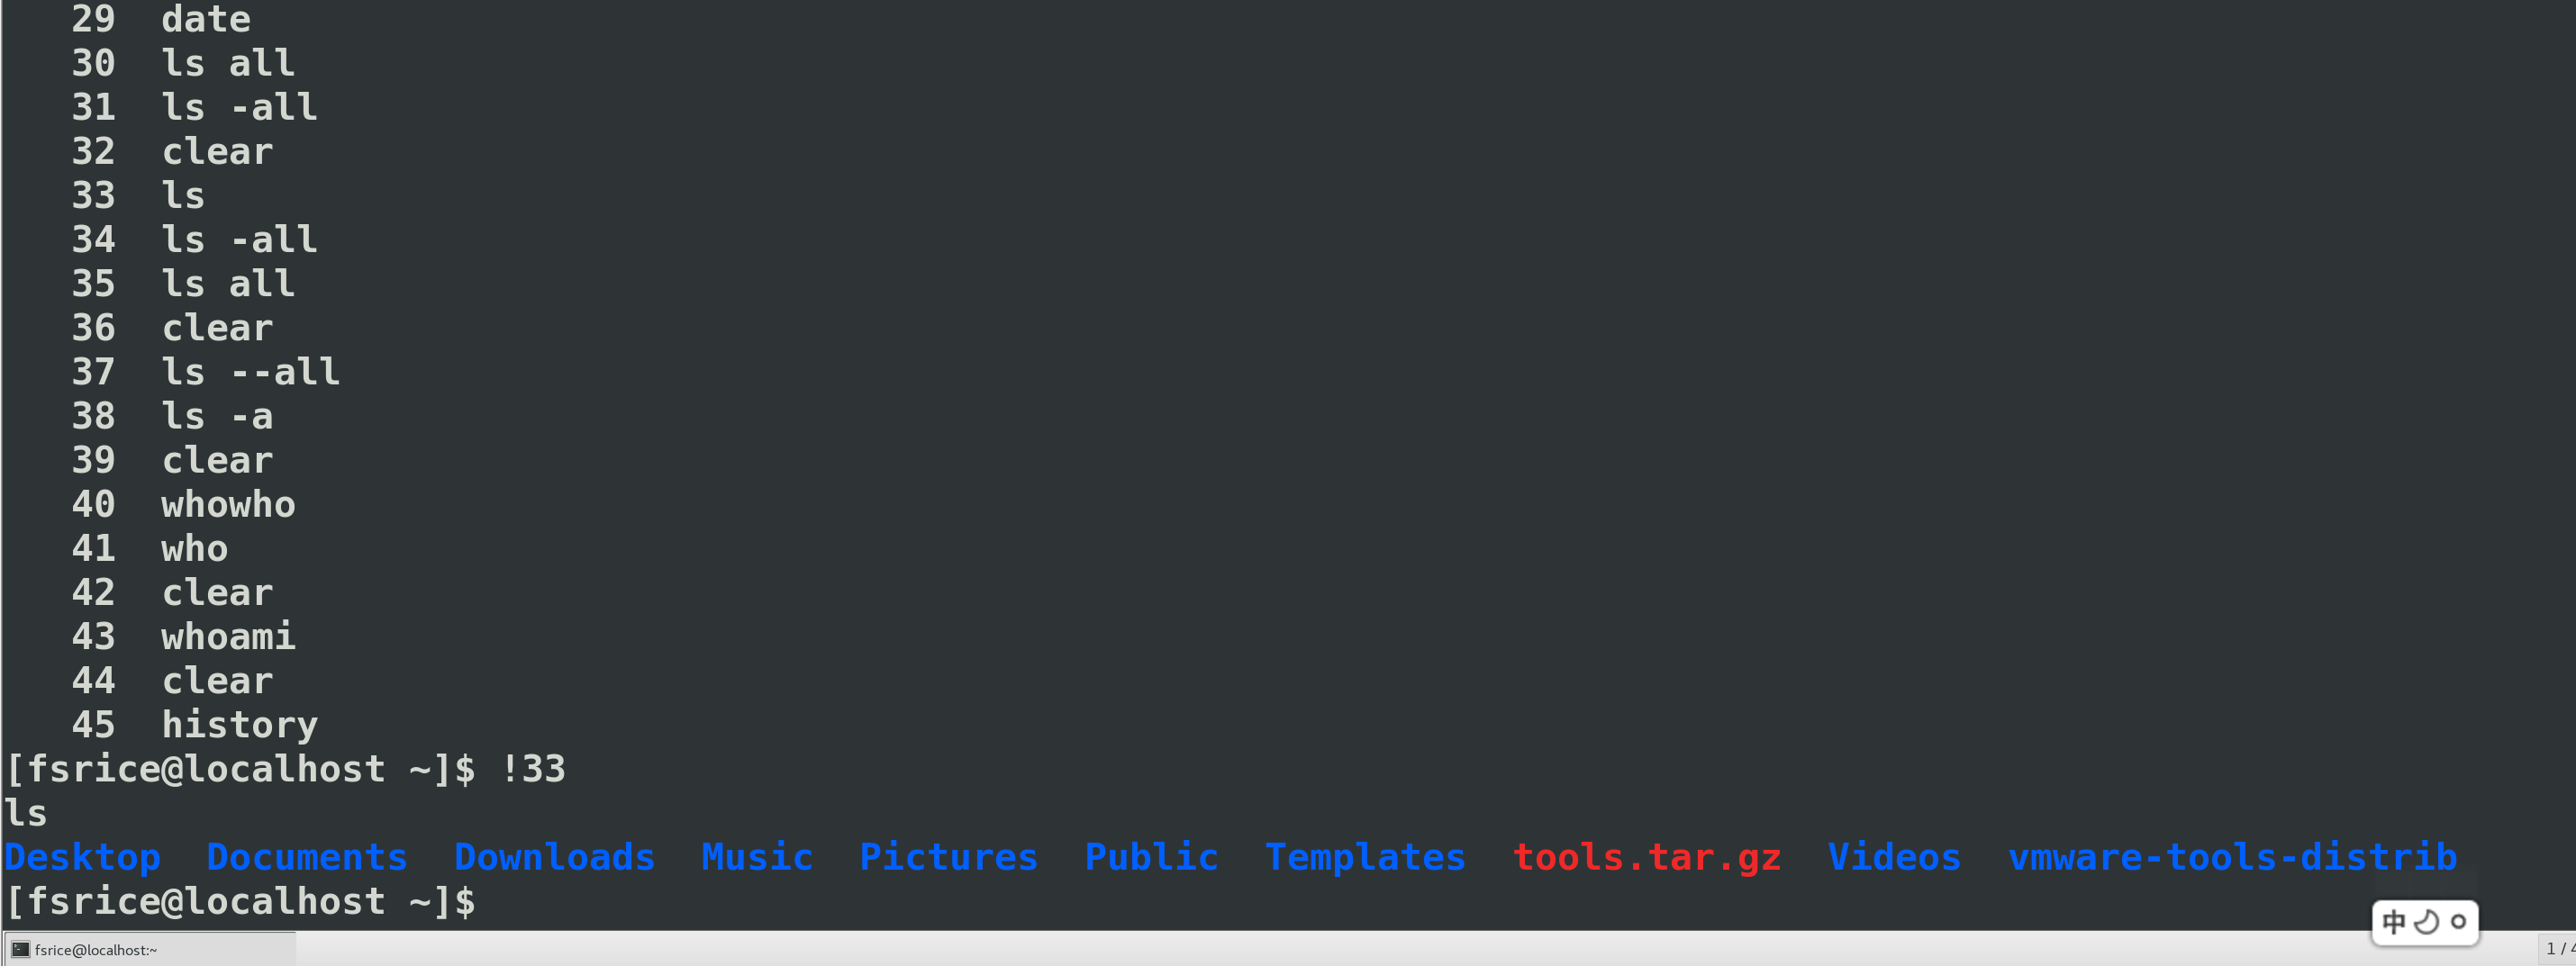 29 date
30 ls all
31 ls -all
32 clear
33 ls
34 ls -all
35 ls all
36 clear
37 ls --all
38 ls -a
39 clear
40 whowho
41 who
42 clear
43 whoami
44 clear
45 history
[fsrice@localhost ~]$ !33
ls
Desktop Documents Downloads Music Pictures Public Templates tools.tar.gz Videos vmware-tools-distrib
[fsrice@localhost ~]$
中
fsrice@localhost:~
1 / 4